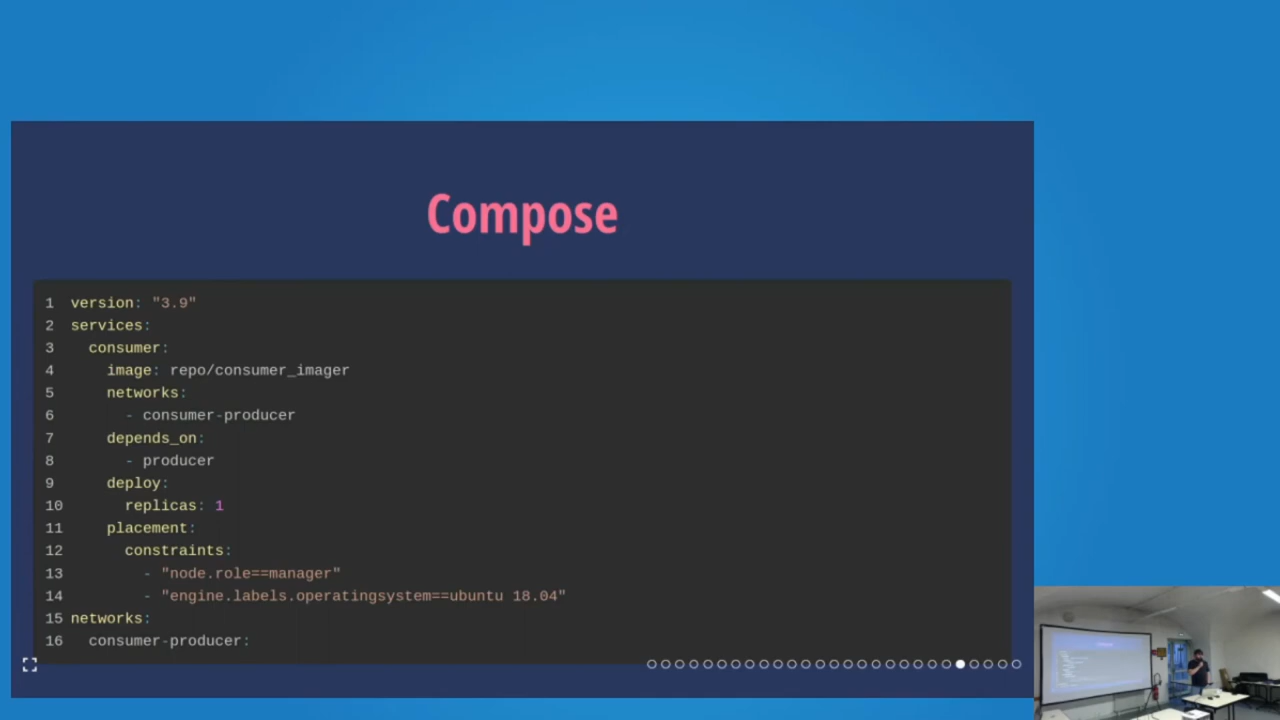 Compose
1 version: "3.9"
2 services:
3   consumer:
4     image: repo/consumer_imager
5     networks:
6       - consumer-producer
7     depends_on:
8       - producer
9     deploy:
10       replicas: 1
11     placement:
12       constraints:
13         - "node.role==manager"
14         - "engine.labels.operatingsystem==ubuntu 18.04"
15 networks:
16   consumer-producer: